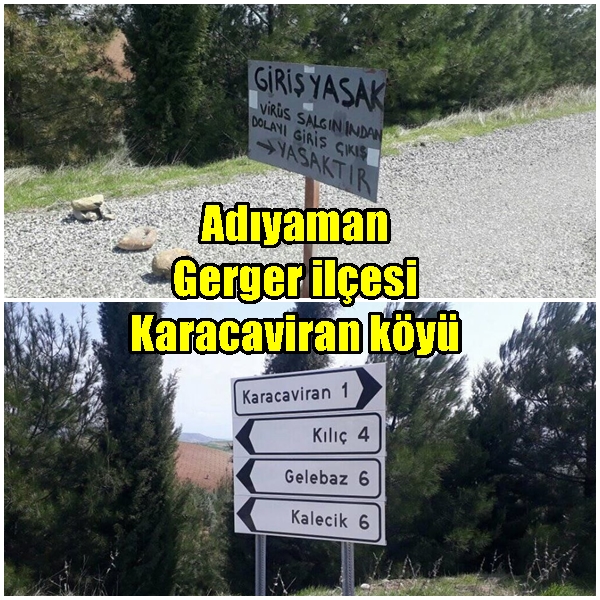 GİRİŞ YASAK
VİRÜS SALGININDAN
DOLAYI GİRİŞ ÇIKIŞ
→ YASAKTIR
Adıyaman
Gerger ilçesi
Karacaviran köyü
Karacaviran 1
Kılıç 4
Gelebaz 6
Kalecik 6